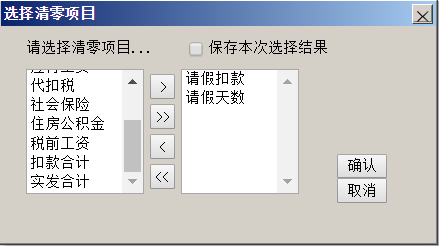 选择清零项目
请选择清零项目...
保存本次选择结果
代扣税
社会保险
住房公积金
税前工资
扣款合计
实发合计
>
>>
<
<<
请假扣款
请假天数
确认
取消